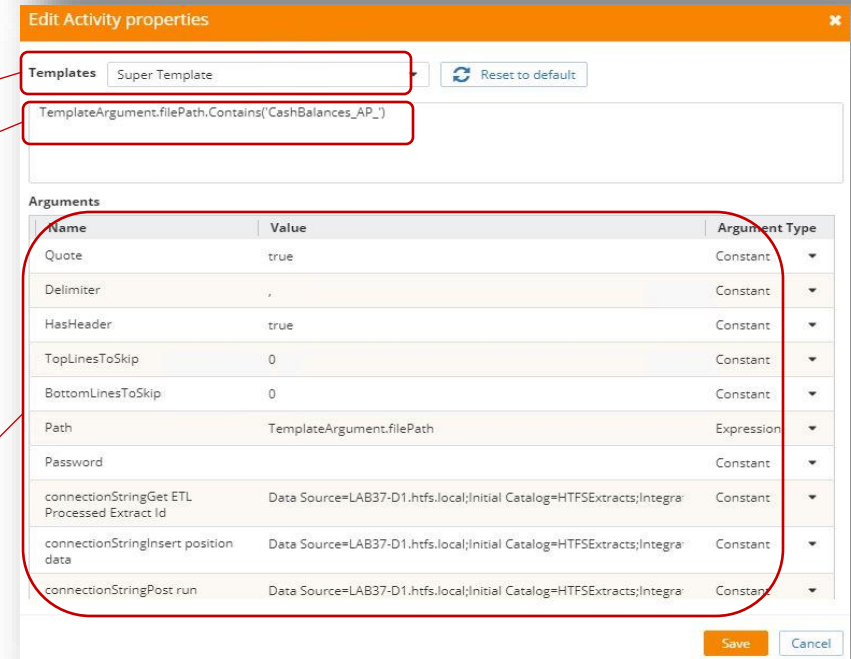 Edit Activity properties
Templates Super Template Reset to default
TemplateArgument.filePath.Contains('CashBalances_AP_')
Arguments
Name Value Argument Type
Quote true Constant
Delimiter , Constant
HasHeader true Constant
TopLinesToSkip 0 Constant
BottomLinesToSkip 0 Constant
Path TemplateArgument.filePath Expression
Password Constant
connectionStringGet ETL Data Source=LAB37-D1.htfs.local;Initial Catalog=HTFSExtracts;Integra Constant
Processed Extract Id
connectionStringInsert position Data Source=LAB37-D1.htfs.local;Initial Catalog=HTFSExtracts;Integra Constant
data
connectionStringPost run Data Source=LAB37-D1.htfs.local;Initial Catalog=HTFSExtracts;Integra Constant
Save Cancel